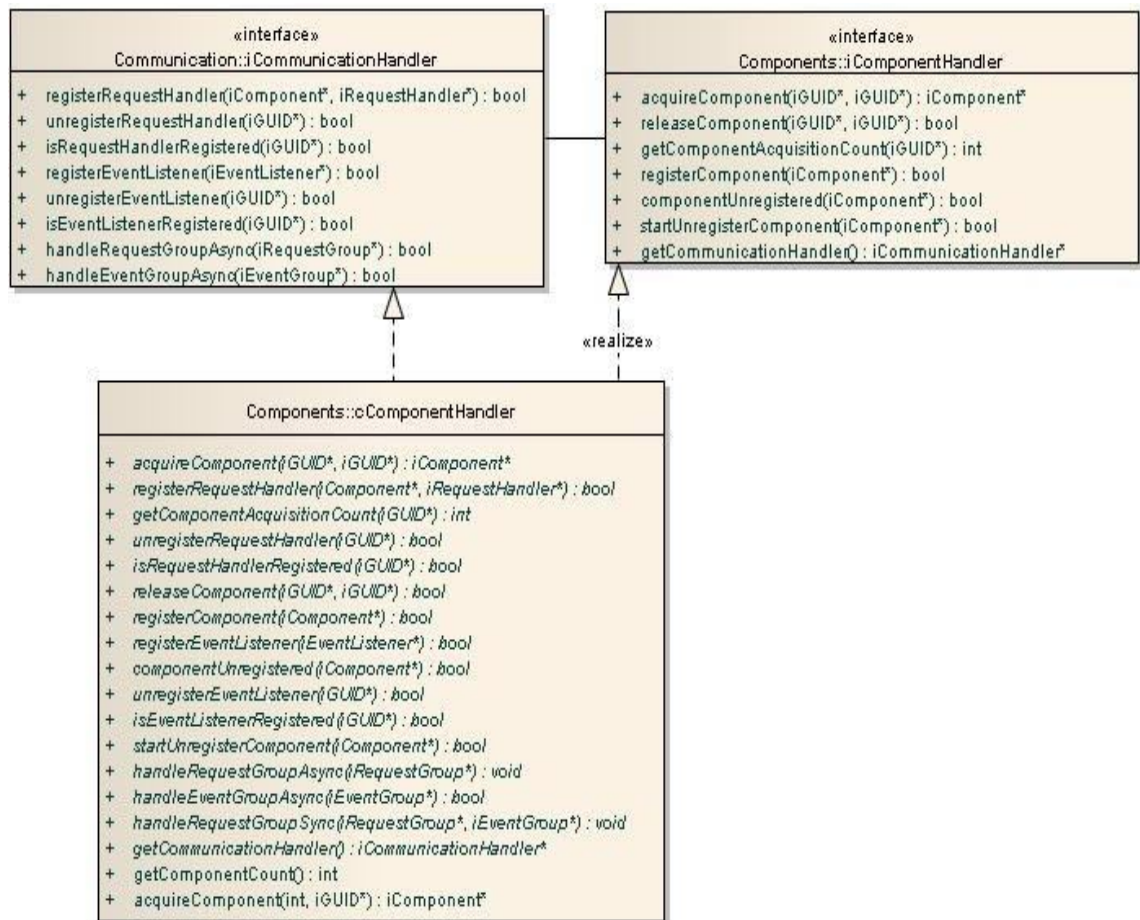 «interface»
Communication::iCommunicationHandler
+ registerRequestHandler(iComponent*, iRequestHandler*) : bool
+ unregisterRequestHandler(iGUID*) : bool
+ isRequestHandlerRegistered(iGUID*) : bool
+ registerEventListener(iEventListener*) : bool
+ unregisterEventListener(iGUID*) : bool
+ isEventListenerRegistered(iGUID*) : bool
+ handleRequestGroupAsync(iRequestGroup*) : bool
+ handleEventGroupAsync(iEventGroup*) : bool
«interface»
Components::iComponentHandler
+ acquireComponent(iGUID*, iGUID*) : iComponent*
+ releaseComponent(iGUID*, iGUID*) : bool
+ getComponentAcquisitionCount(iGUID*) : int
+ registerComponent(iComponent*) : bool
+ componentUnregistered(iComponent*) : bool
+ startUnregisterComponent(iComponent*) : bool
+ getCommunicationHandler() : iCommunicationHandler*
«realize»
Components::cComponentHandler
+ acquireComponent(iGUID*, iGUID*) : iComponent*
+ registerRequestHandler(iComponent*, iRequestHandler*) : bool
+ getComponentAcquisitionCount(iGUID*) : int
+ unregisterRequestHandler(iGUID*) : bool
+ isRequestHandlerRegistered(iGUID*) : bool
+ releaseComponent(iGUID*, iGUID*) : bool
+ registerComponent(iComponent*) : bool
+ registerEventListener(iEventListener*) : bool
+ componentUnregistered(iComponent*) : bool
+ unregisterEventListener(iGUID*) : bool
+ isEventListenerRegistered(iGUID*) : bool
+ startUnregisterComponent(iComponent*) : bool
+ handleRequestGroupAsync(iRequestGroup*) : void
+ handleEventGroupAsync(iEventGroup*) : bool
+ handleRequestGroupSync(iRequestGroup*, iEventGroup*) : void
+ getCommunicationHandler() : iCommunicationHandler*
+ getComponentCount() : int
+ acquireComponent(int, iGUID*) : iComponent*